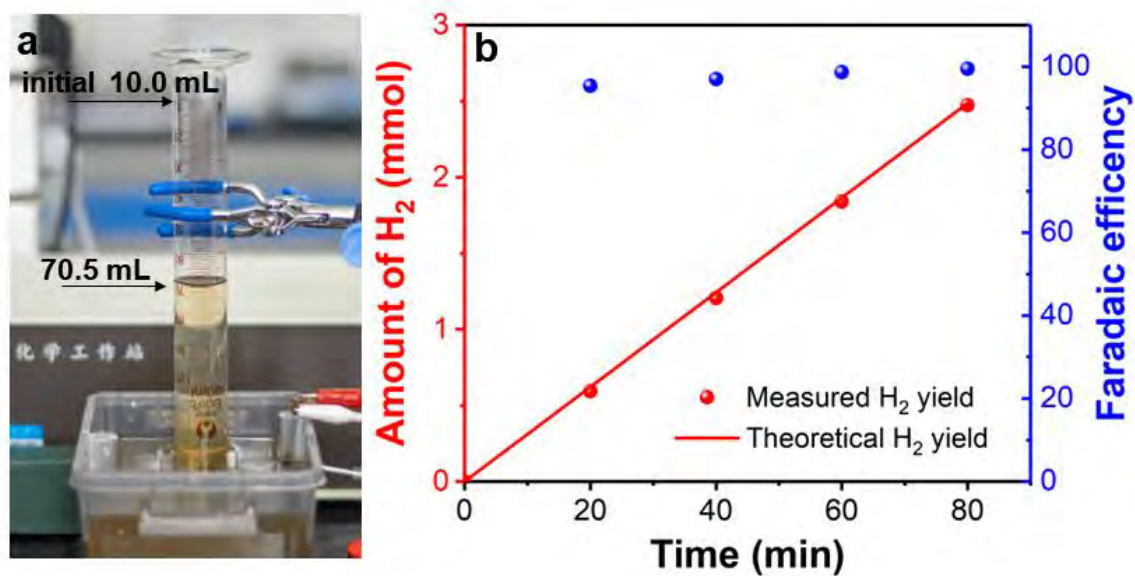 a
initial 10.0 mL
70.5 mL
化学工作站
b
Amount of H₂ (mmol)
3
2
1
0
Measured H₂ yield
Theoretical H₂ yield
0 20 40 60 80
Time (min)
100
80
60
40
20
0
Faradaic efficency